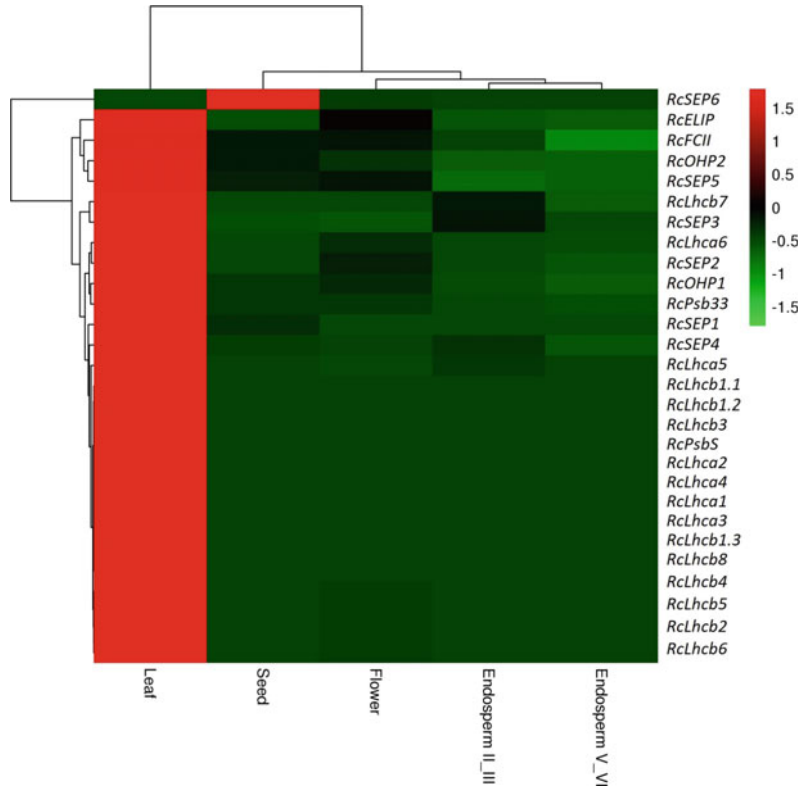 RcSEP6
RcELIP
RcFCII
RcOHP2
RcSEP5
RcLhcb7
RcSEP3
RcLhca6
RcSEP2
RcOHP1
RcPsb33
RcSEP1
RcSEP4
RcLhca5
RcLhcb1.1
RcLhcb1.2
RcLhcb3
RcPsbS
RcLhca2
RcLhca4
RcLhca1
RcLhca3
RcLhcb1.3
RcLhcb8
RcLhcb4
RcLhcb5
RcLhcb2
RcLhcb6
1.5
1
0.5
0
-0.5
-1
-1.5
Leaf
Seed
Flower
Endosperm II_III
Endosperm V_VI